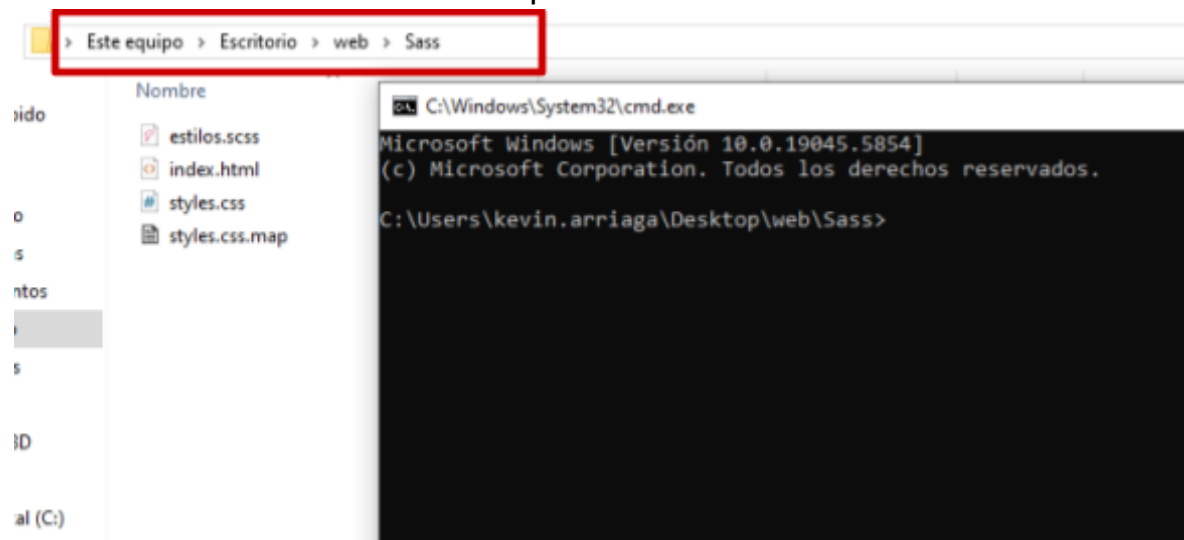 > Este equipo > Escritorio > web > Sass
Nombre
estilos.scss
index.html
styles.css
styles.css.map
ntos
3D
al (C:)
C:\Windows\System32\cmd.exe
Microsoft Windows [Versión 10.0.19045.5854]
(c) Microsoft Corporation. Todos los derechos reservados.
C:\Users\kevin.arriaga\Desktop\web\Sass>